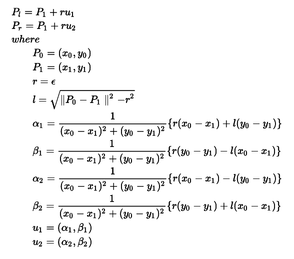 P_l = P_1 + ru_1
P_r = P_1 + ru_2
where
P_0 = (x_0, y_0)
P_1 = (x_1, y_1)
r = ϵ
l = √(‖P_0 − P_1‖² − r²)
α_1 = 1/((x_0 − x_1)² + (y_0 − y_1)²) {r(x_0 − x_1) + l(y_0 − y_1)}
β_1 = 1/((x_0 − x_1)² + (y_0 − y_1)²) {r(y_0 − y_1) − l(x_0 − x_1)}
α_2 = 1/((x_0 − x_1)² + (y_0 − y_1)²) {r(x_0 − x_1) − l(y_0 − y_1)}
β_2 = 1/((x_0 − x_1)² + (y_0 − y_1)²) {r(y_0 − y_1) + l(x_0 − x_1)}
u_1 = (α_1, β_1)
u_2 = (α_2, β_2)